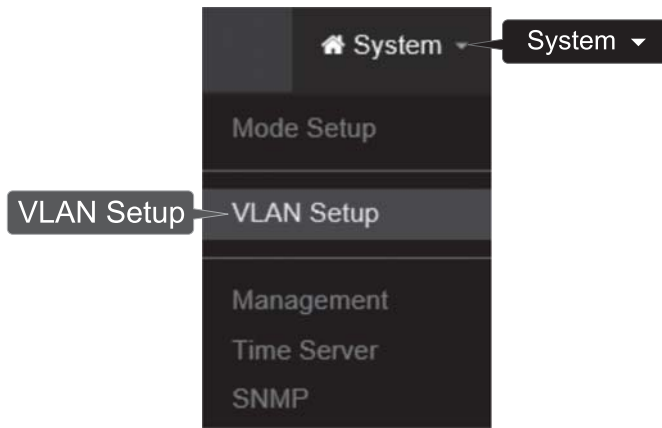 System
System
Mode Setup
VLAN Setup
VLAN Setup
Management
Time Server
SNMP